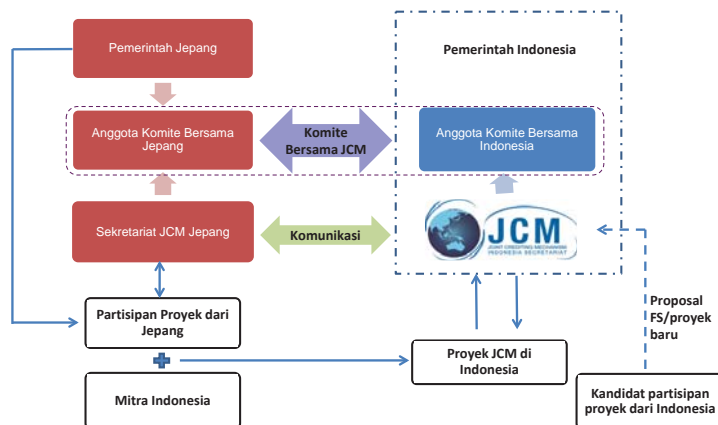 Pemerintah Jepang
Pemerintah Indonesia
Anggota Komite Bersama
Jepang
Komite
Bersama JCM
Anggota Komite Bersama
Indonesia
Sekretariat JCM Jepang
Komunikasi
JCM
JOINT CREDITING MECHANISM
INDONESIA SECRETARIAT
Partisipan Proyek dari
Jepang
Proposal
FS/proyek
baru
Mitra Indonesia
Proyek JCM di
Indonesia
Kandidat partisipan
proyek dari Indonesia